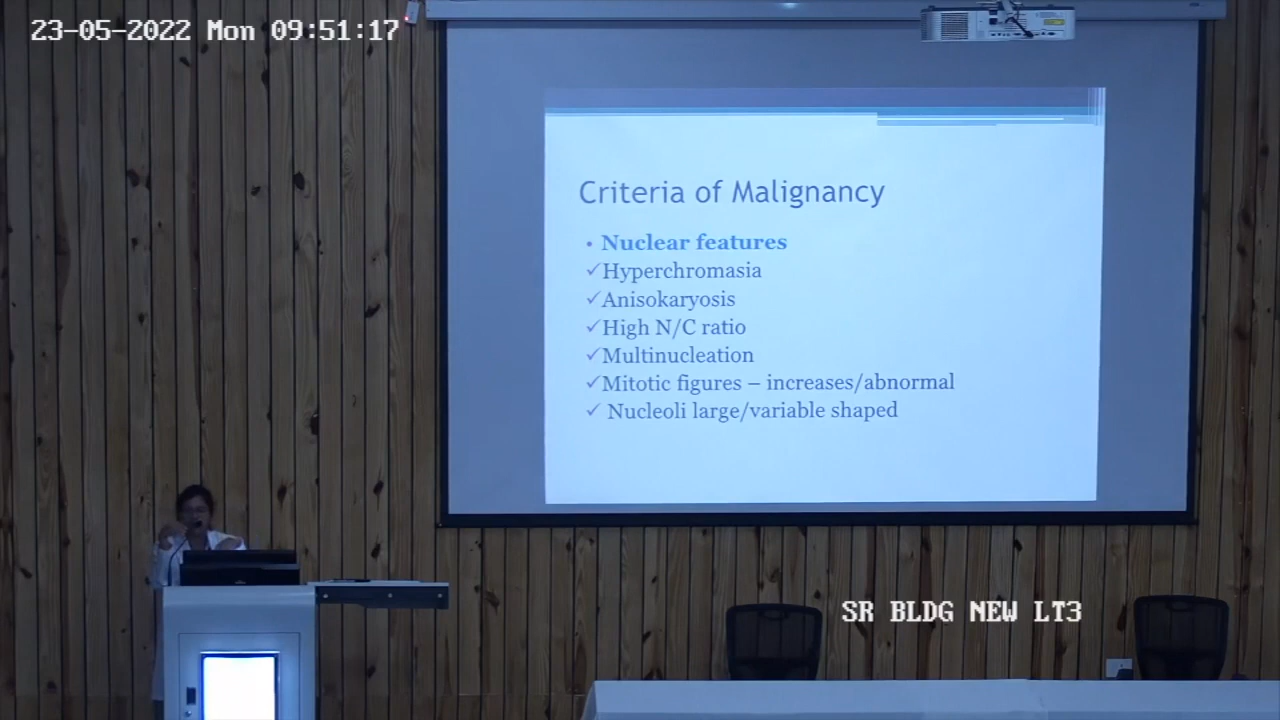 23-05-2022 Mon 09:51:17
Criteria of Malignancy
• Nuclear features
✓Hyperchromasia
✓Anisokaryosis
✓High N/C ratio
✓Multinucleation
✓Mitotic figures – increases/abnormal
✓ Nucleoli large/variable shaped
SR BLDG NEW LT3